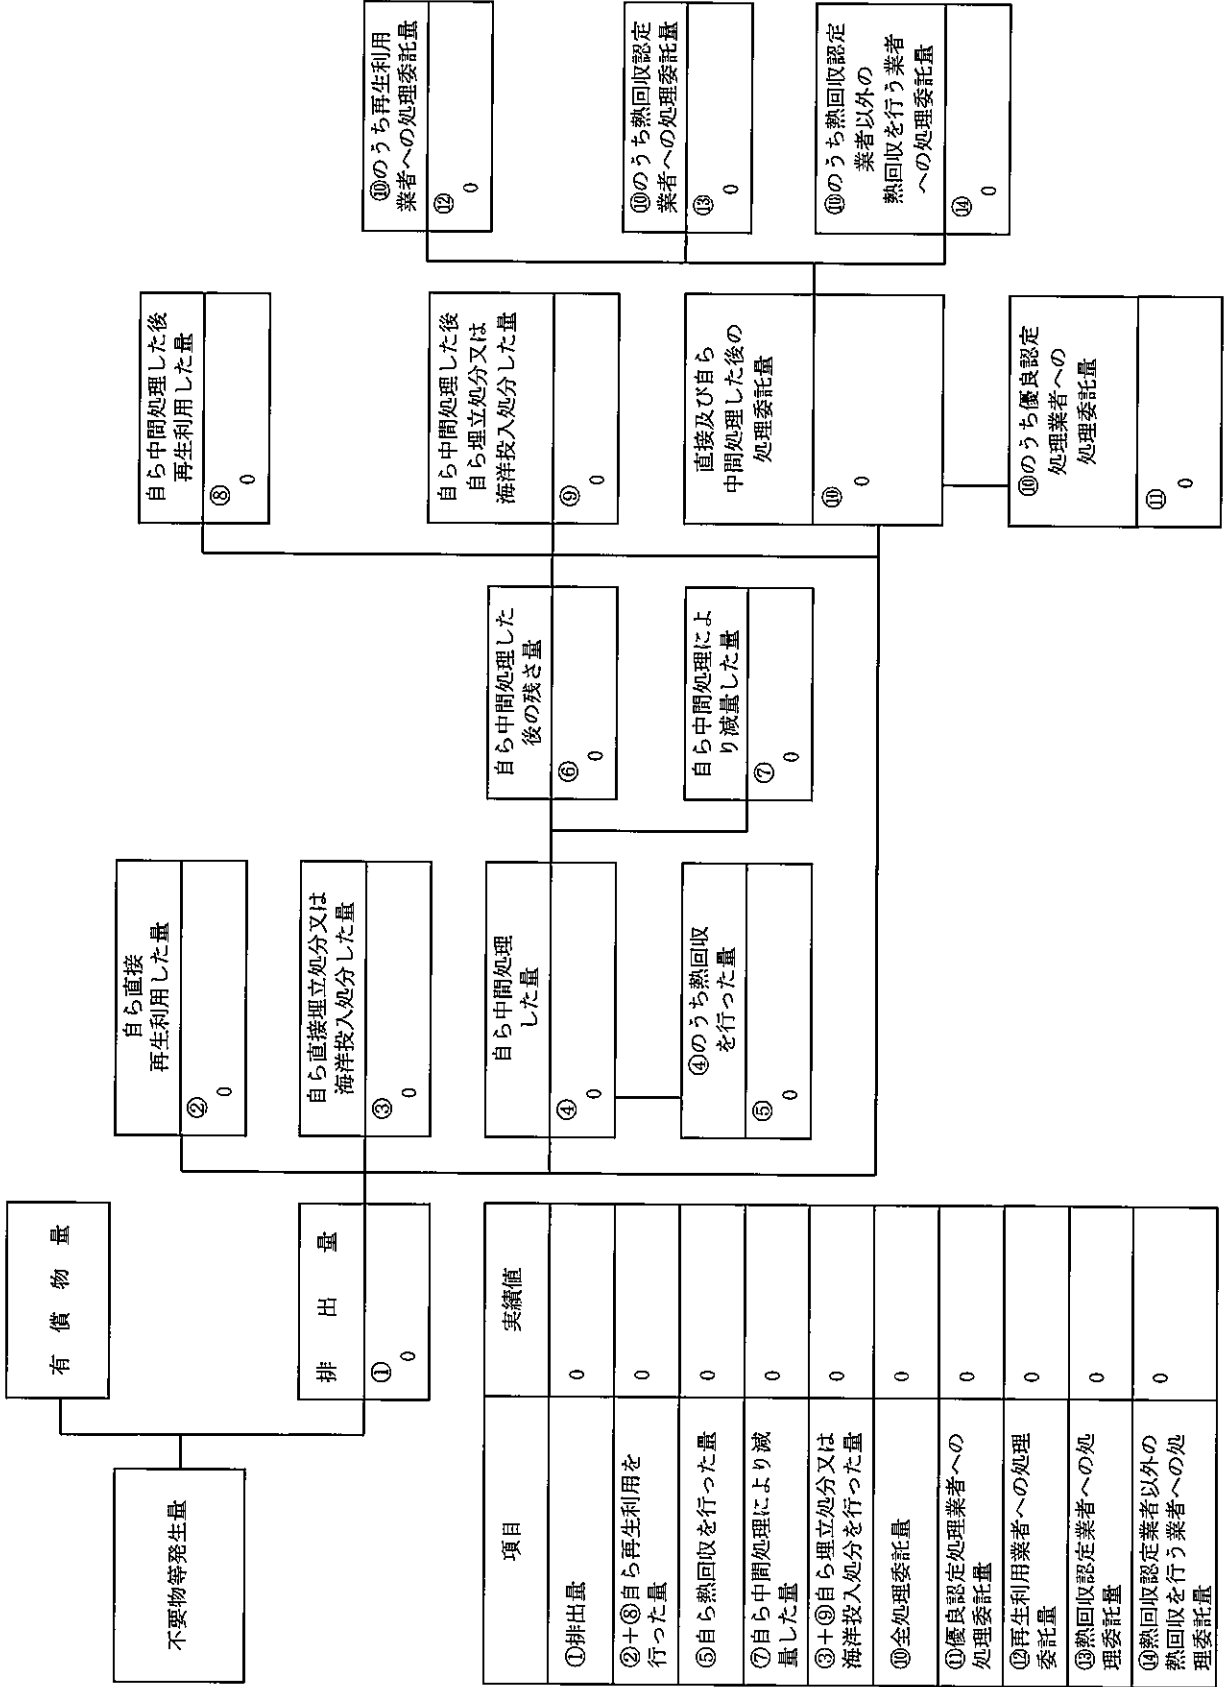 不要物等発生量
有償物量
排出量
①
0
自ら直接
再生利用した量
②
0
自ら直接埋立処分又は
海洋投入処分した量
③
0
自ら中間処理
した量
④
0
④のうち熱回収
を行った量
⑤
0
自ら中間処理した
後の残さ量
⑥
0
自ら中間処理によ
り減量した量
⑦
0
自ら中間処理した後
再生利用した量
⑧
0
自ら中間処理した後
自ら埋立処分又は
海洋投入処分した量
⑨
0
直接及び自ら
中間処理した後の
処理委託量
⑩
0
⑩のうち優良認定
処理業者への
処理委託量
⑪
0
⑩のうち再生利用
業者への処理委託量
⑫
0
⑩のうち熱回収認定
業者への処理委託量
⑬
0
⑩のうち熱回収認定
業者以外の
熱回収を行う業者
への処理委託量
⑭
0
項目 実績値
①排出量 0
②+⑧自ら再生利用を
行った量 0
⑤自ら熱回収を行った量 0
⑦自ら中間処理により減
量した量 0
③+⑨自ら埋立処分又は
海洋投入処分を行った量 0
⑩全処理委託量 0
⑪優良認定処理業者への
処理委託量 0
⑫再生利用業者への処理
委託量 0
⑬熱回収認定業者への処
理委託量 0
⑭熱回収認定業者以外の
熱回収を行う業者への処
理委託量 0